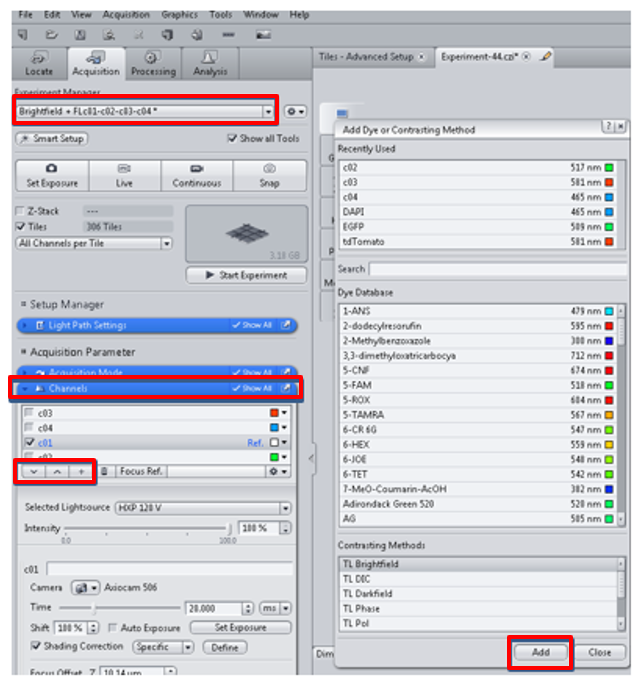 File Edit View Acquisition Graphics Tools Window Help
Locate Acquisition Processing Analysis
Experiment Manager
Brightfield + FLc01-c02-c03-c04*
Smart Setup Show all Tools
Set Exposure Live Continuous Snap
Z-Stack ---
Tiles 306 Tiles
All Channels per Tile
3.18 GB
Start Experiment
Setup Manager
Light Path Settings Show All
Acquisition Parameter
Acquisition Mode Show All
Channels Show All
c03
c04
c01 Ref.
c02
Focus Ref.
Selected Lightsource HXP 120 V
Intensity 100 %
0.0 100.0
c01
Camera Axiocam 506
Time 20.000 ms
Shift 100 % Auto Exposure Set Exposure
Shading Correction Specific Define
Focus Offset Z 10.14 µm
Tiles - Advanced Setup x Experiment-44.czi*
Dim
Add Dye or Contrasting Method
Recently Used
c02 517 nm
c03 581 nm
c04 465 nm
DAPI 465 nm
EGFP 509 nm
tdTomato 581 nm
Search
Dye Database
1-ANS 479 nm
2-dodecylresorufin 595 nm
2-Methylbenzoxazole 300 nm
3,3-dimethyloxatricarbocya 712 nm
5-CNF 674 nm
5-FAM 518 nm
5-ROX 604 nm
5-TAMRA 567 nm
6-CR 6G 547 nm
6-HEX 559 nm
6-JOE 548 nm
6-TET 542 nm
7-MeO-Coumarin-AcOH 382 nm
Adirondack Green 520 520 nm
AG 505 nm
Contrasting Methods
TL Brightfield
TL DIC
TL Darkfield
TL Phase
TL Pol
Add Close